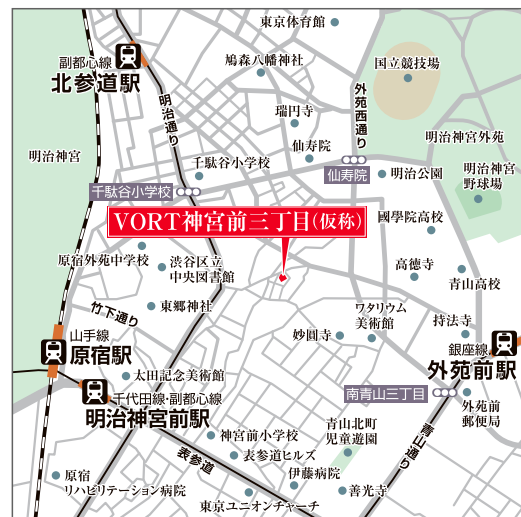 東京体育館
副都心線
北参道駅
鳩森八幡神社
国立競技場
明治通り
外苑西通り
瑞円寺
仙寿院
明治神宮外苑
明治神宮
千駄谷小学校
仙寿院
明治公園
明治神宮
野球場
千駄谷小学校
VORT神宮前三丁目(仮称)
國學院高校
原宿外苑中学校
渋谷区立
中央図書館
高德寺
青山高校
竹下通り
東郷神社
ワタリウム
美術館
持法寺
山手線
原宿駅
妙圓寺
銀座線
外苑前駅
太田記念美術館
千代田線・副都心線
明治神宮前駅
南青山三丁目
外苑前
郵便局
神宮前小学校
青山北町
児童遊園
青山通り
表参道
表参道ヒルズ
伊藤病院
原宿
リハビリテーション病院
善光寺
東京ユニオンチャーチ